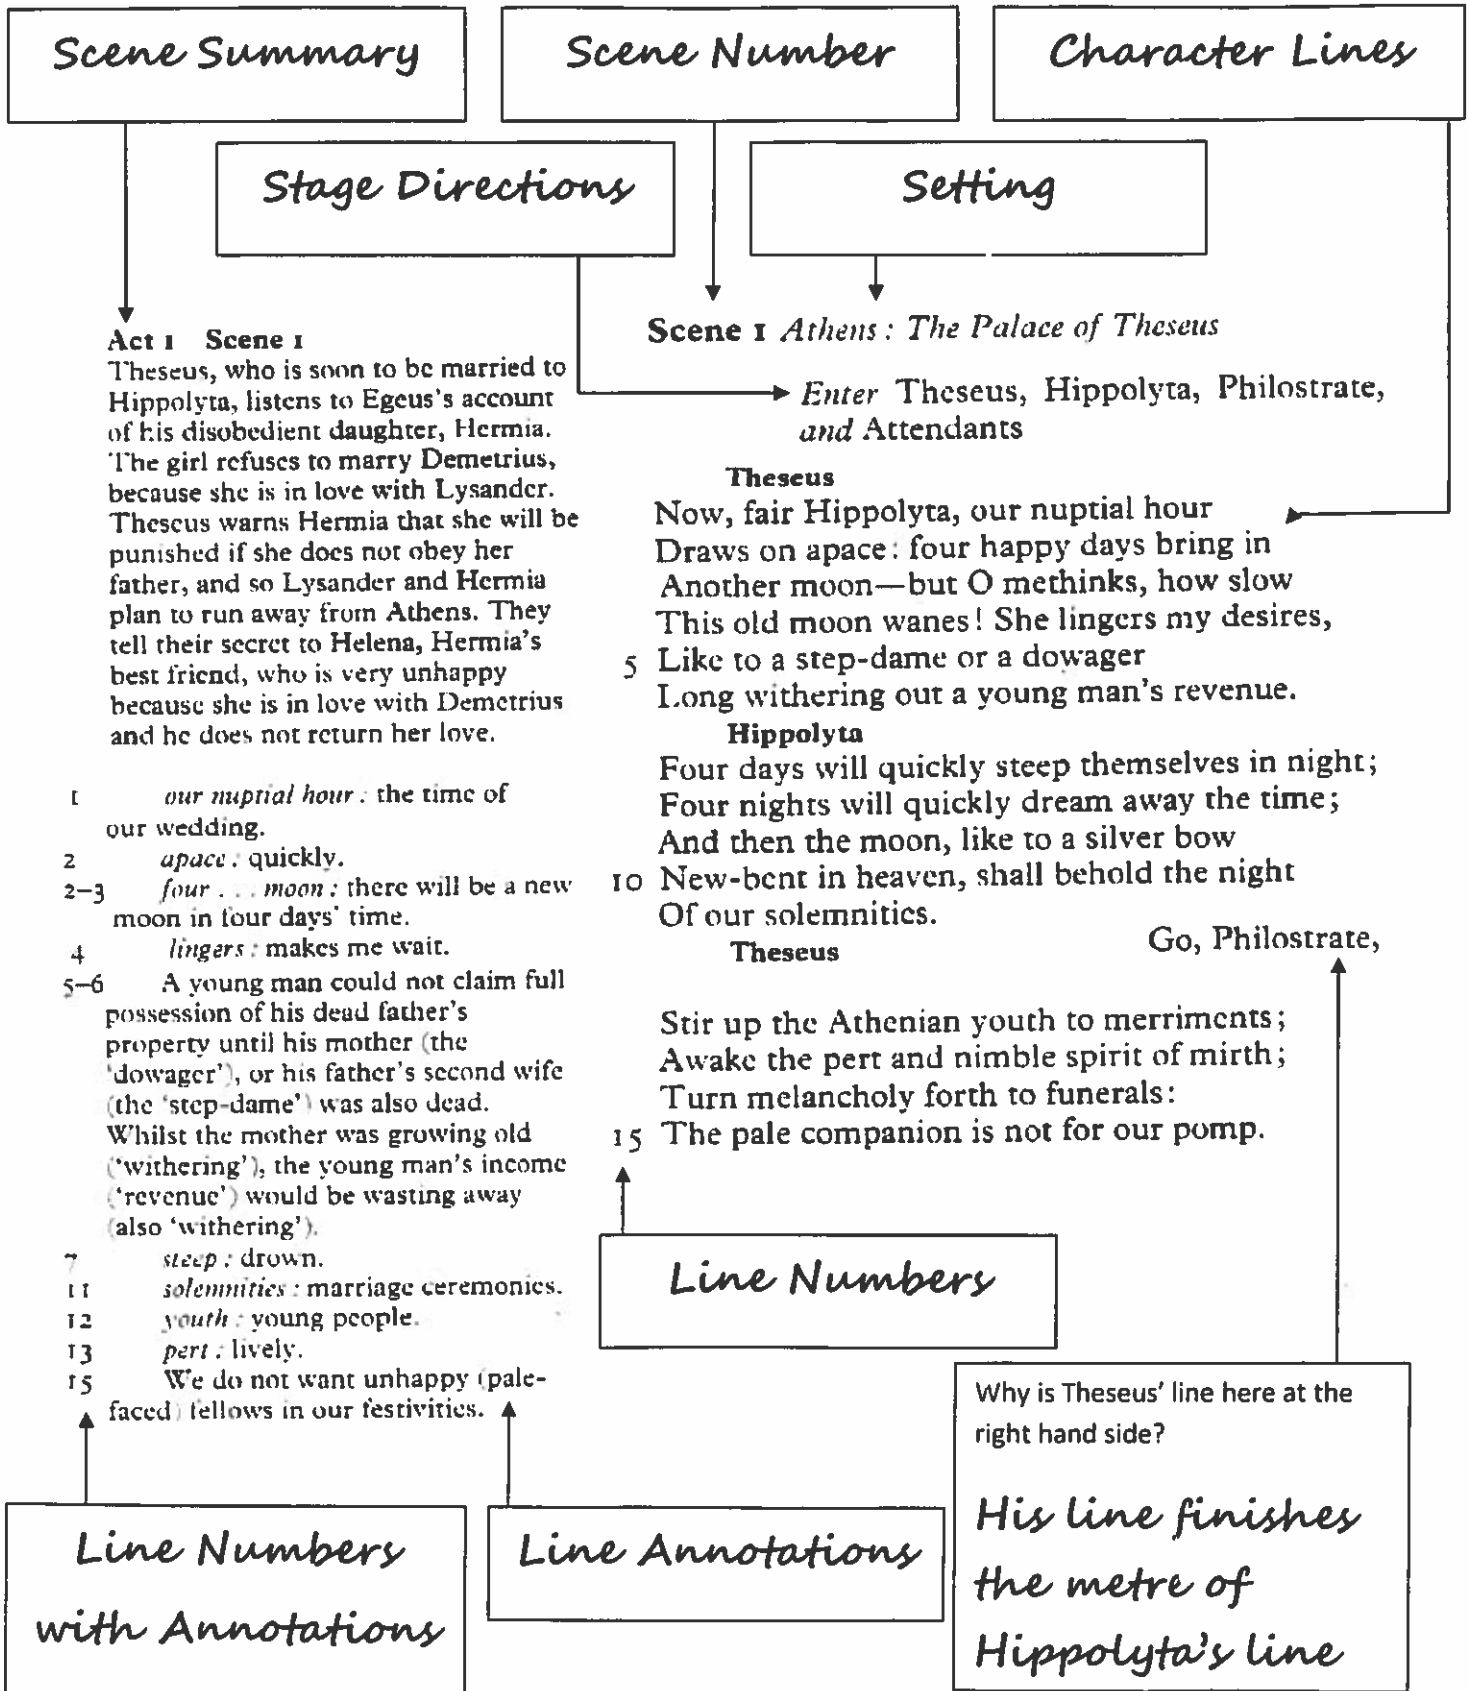 Scene Summary
Scene Number
Character Lines
Stage Directions
Setting
Act 1 Scene 1
Theseus, who is soon to be married to
Hippolyta, listens to Egeus's account
of his disobedient daughter, Hermia.
The girl refuses to marry Demetrius,
because she is in love with Lysander.
Theseus warns Hermia that she will be
punished if she does not obey her
father, and so Lysander and Hermia
plan to run away from Athens. They
tell their secret to Helena, Hermia's
best friend, who is very unhappy
because she is in love with Demetrius
and he does not return her love.
1 our nuptial hour : the time of
our wedding.
2 apace : quickly.
2–3 four . . . moon : there will be a new
moon in four days' time.
4 lingers : makes me wait.
5–6 A young man could not claim full
possession of his dead father's
property until his mother (the
'dowager'), or his father's second wife
(the 'step-dame') was also dead.
Whilst the mother was growing old
('withering'), the young man's income
('revenue') would be wasting away
(also 'withering').
7 steep : drown.
11 solemnities : marriage ceremonies.
12 youth : young people.
13 pert : lively.
15 We do not want unhappy (pale-
faced) fellows in our festivities.
Scene 1 Athens : The Palace of Theseus
Enter Theseus, Hippolyta, Philostrate,
and Attendants
Theseus
Now, fair Hippolyta, our nuptial hour
Draws on apace: four happy days bring in
Another moon—but O methinks, how slow
This old moon wanes! She lingers my desires,
5 Like to a step-dame or a dowager
Long withering out a young man's revenue.
Hippolyta
Four days will quickly steep themselves in night;
Four nights will quickly dream away the time;
And then the moon, like to a silver bow
10 New-bent in heaven, shall behold the night
Of our solemnities.
Theseus
Go, Philostrate,
Stir up the Athenian youth to merriments;
Awake the pert and nimble spirit of mirth;
Turn melancholy forth to funerals:
15 The pale companion is not for our pomp.
Line Numbers
Line Numbers
with Annotations
Line Annotations
Why is Theseus' line here at the
right hand side?
His line finishes
the metre of
Hippolyta's line